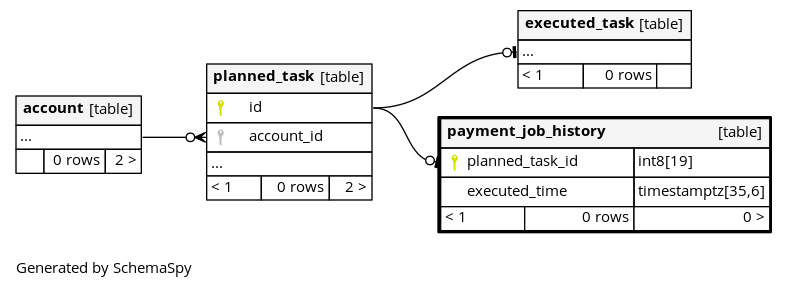 executed_task [table]
...
< 1 0 rows
planned_task [table]
id
account_id
...
< 1 0 rows 2 >
account [table]
...
0 rows 2 >
payment_job_history [table]
planned_task_id int8[19]
executed_time timestamptz[35,6]
< 1 0 rows 0 >
Generated by SchemaSpy